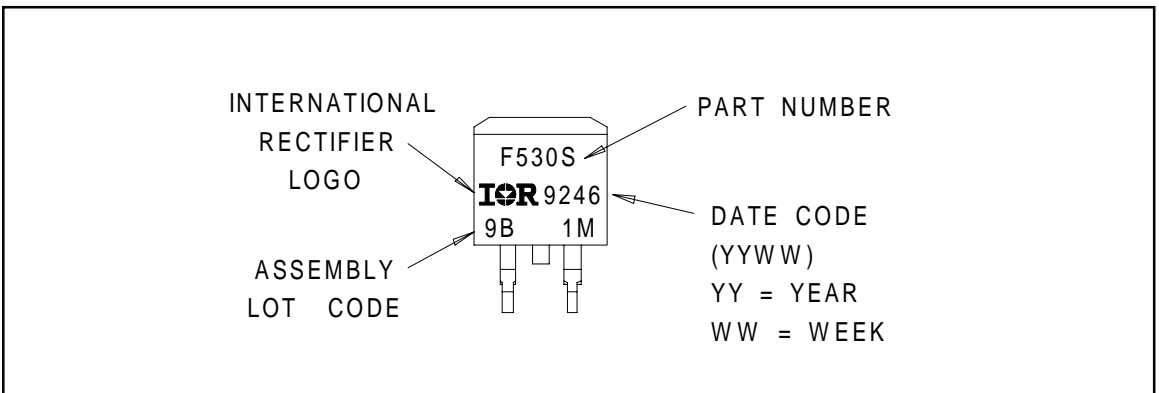 INTERNATIONAL
RECTIFIER
LOGO
ASSEMBLY
LOT CODE
F530S
IOR 9246
9B 1M
PART NUMBER
DATE CODE
(YYWW)
YY = YEAR
WW = WEEK